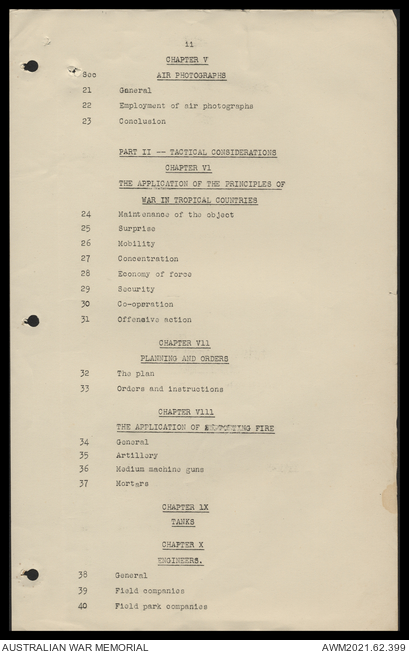 ii
CHAPTER V
Sec AIR PHOTOGRAPHS
21 General
22 Employment of air photographs
23 Conclusion
PART II -- TACTICAL CONSIDERATIONS
CHAPTER V1
THE APPLICATION OF THE PRINCIPLES OF
WAR IN TROPICAL COUNTRIES
24 Maintenance of the object
25 Surprise
26 Mobility
27 Concentration
28 Economy of force
29 Security
30 Co-operation
31 Offensive action
CHAPTER V11
PLANNING AND ORDERS
32 The plan
33 Orders and instructions
CHAPTER V111
THE APPLICATION OF SUPPORTING FIRE
34 General
35 Artillery
36 Medium machine guns
37 Mortars
CHAPTER 1X
TANKS
CHAPTER X
ENGINEERS.
38 General
39 Field companies
40 Field park companies
AUSTRALIAN WAR MEMORIAL AWM2021.62.399